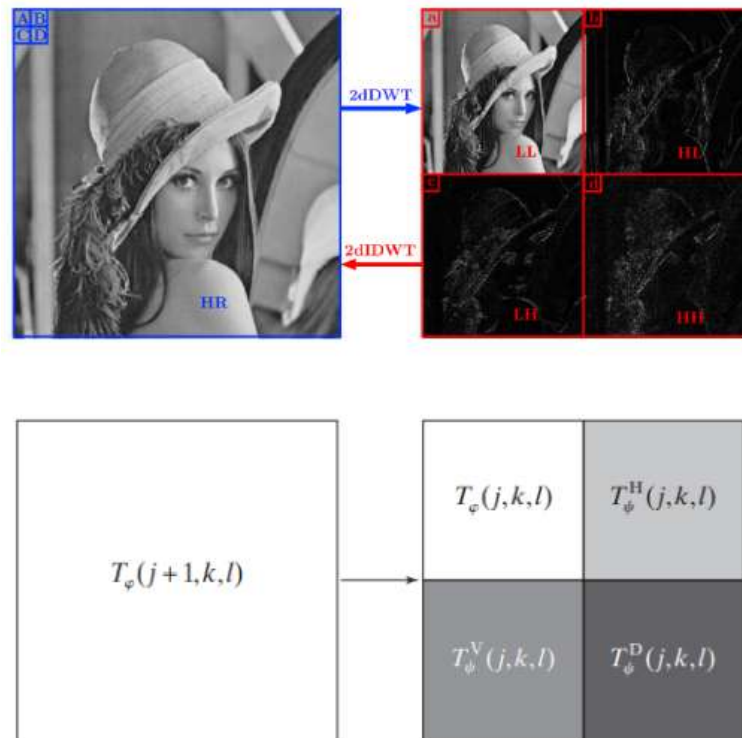 A B
C D
a
b
2dDWT
LL
HL
c
d
2dIDWT
HR
LH
HH
T_φ(j,k,l)
T_ψ^H(j,k,l)
T_φ(j+1,k,l)
T_ψ^V(j,k,l)
T_ψ^D(j,k,l)